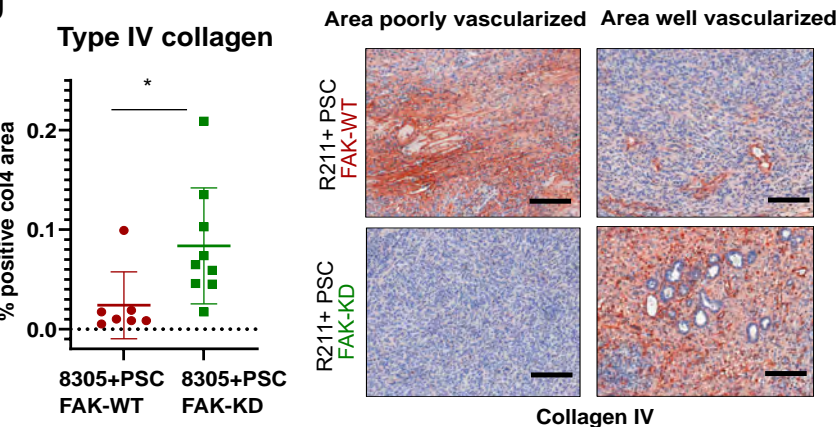 Type IV collagen
% positive col4 area
*
0.2
0.1
0.0
8305+PSC
FAK-WT
8305+PSC
FAK-KD
Area poorly vascularized
Area well vascularized
R211+ PSC
FAK-WT
R211+ PSC
FAK-KD
Collagen IV